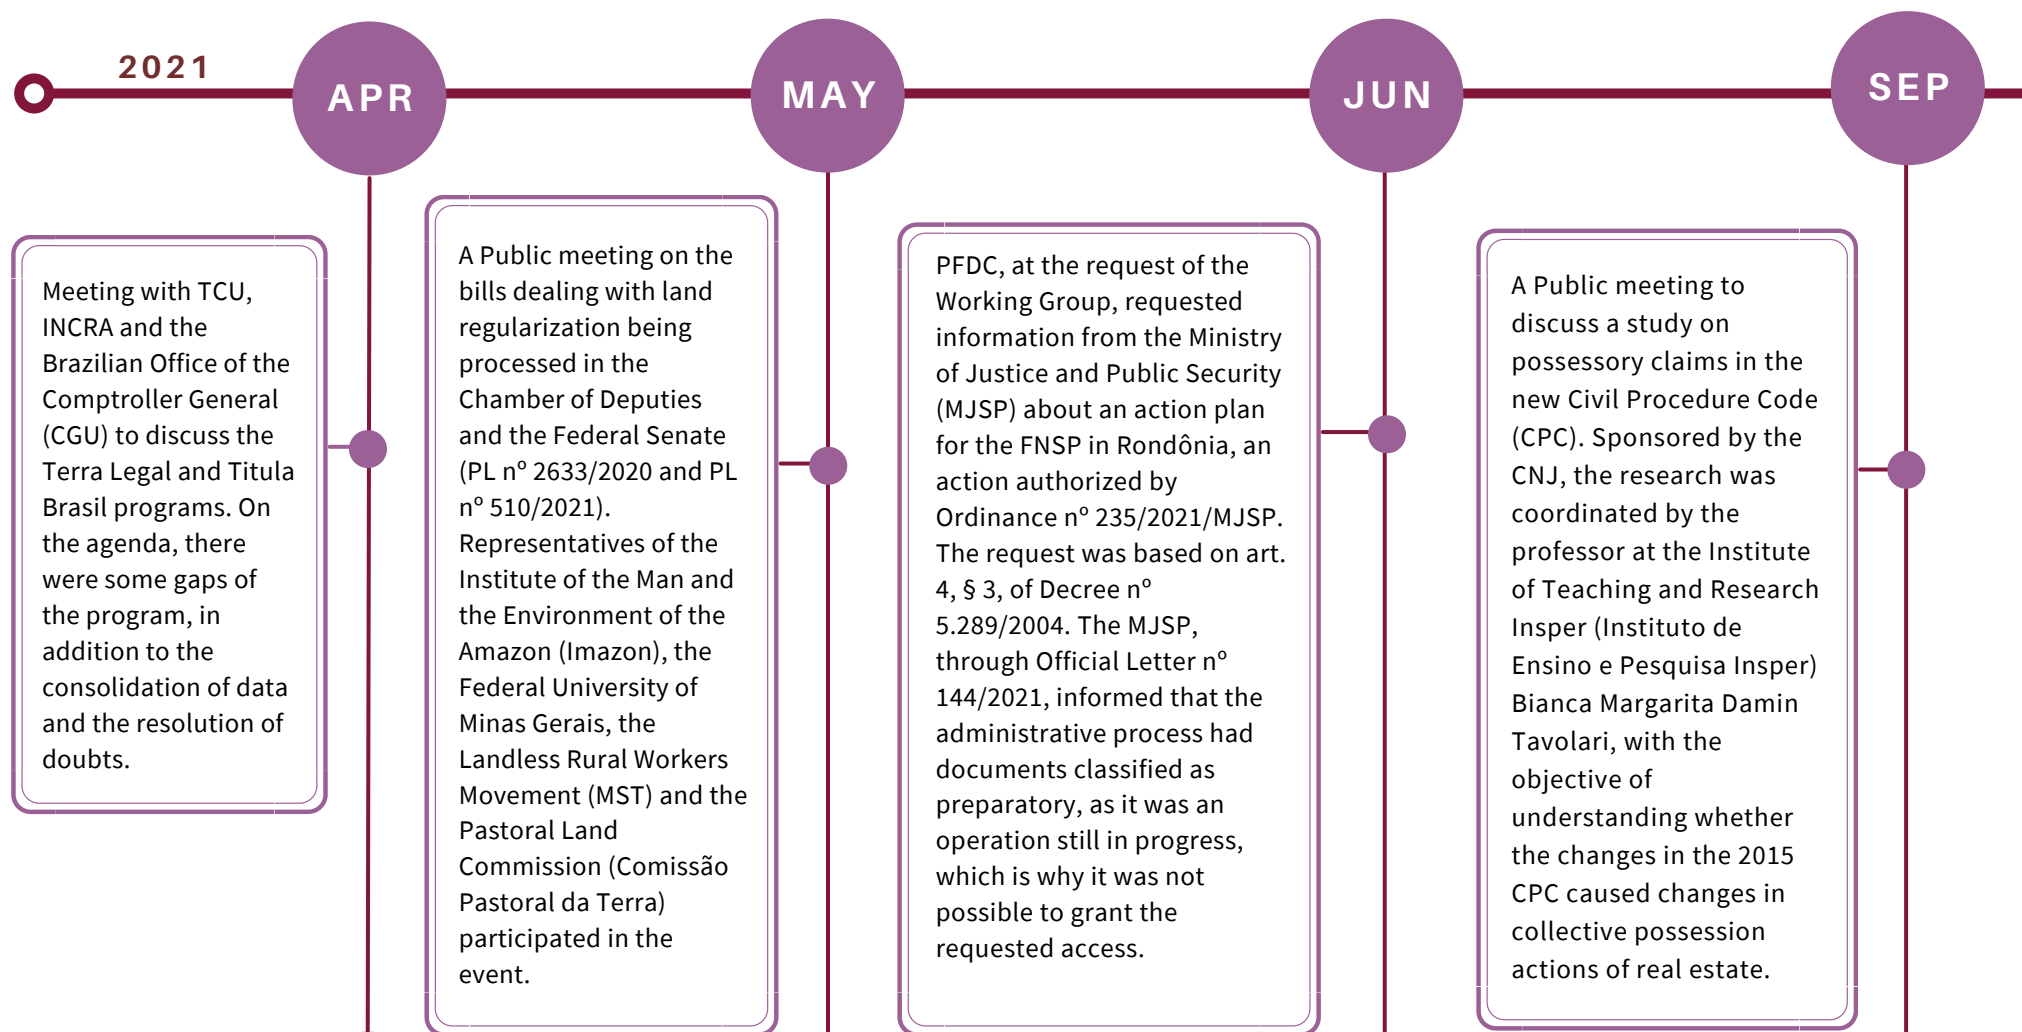 2021
APR
MAY
JUN
SEP
Meeting with TCU,
INCRA and the
Brazilian Office of the
Comptroller General
(CGU) to discuss the
Terra Legal and Titula
Brasil programs. On
the agenda, there
were some gaps of
the program, in
addition to the
consolidation of data
and the resolution of
doubts.
A Public meeting on the
bills dealing with land
regularization being
processed in the
Chamber of Deputies
and the Federal Senate
(PL nº 2633/2020 and PL
nº 510/2021).
Representatives of the
Institute of the Man and
the Environment of the
Amazon (Imazon), the
Federal University of
Minas Gerais, the
Landless Rural Workers
Movement (MST) and the
Pastoral Land
Commission (Comissão
Pastoral da Terra)
participated in the
event.
PFDC, at the request of the
Working Group, requested
information from the Ministry
of Justice and Public Security
(MJSP) about an action plan
for the FNSP in Rondônia, an
action authorized by
Ordinance nº 235/2021/MJSP.
The request was based on art.
4, § 3, of Decree nº
5.289/2004. The MJSP,
through Official Letter nº
144/2021, informed that the
administrative process had
documents classified as
preparatory, as it was an
operation still in progress,
which is why it was not
possible to grant the
requested access.
A Public meeting to
discuss a study on
possessory claims in the
new Civil Procedure Code
(CPC). Sponsored by the
CNJ, the research was
coordinated by the
professor at the Institute
of Teaching and Research
Insper (Instituto de
Ensino e Pesquisa Insper)
Bianca Margarita Damin
Tavolari, with the
objective of
understanding whether
the changes in the 2015
CPC caused changes in
collective possession
actions of real estate.